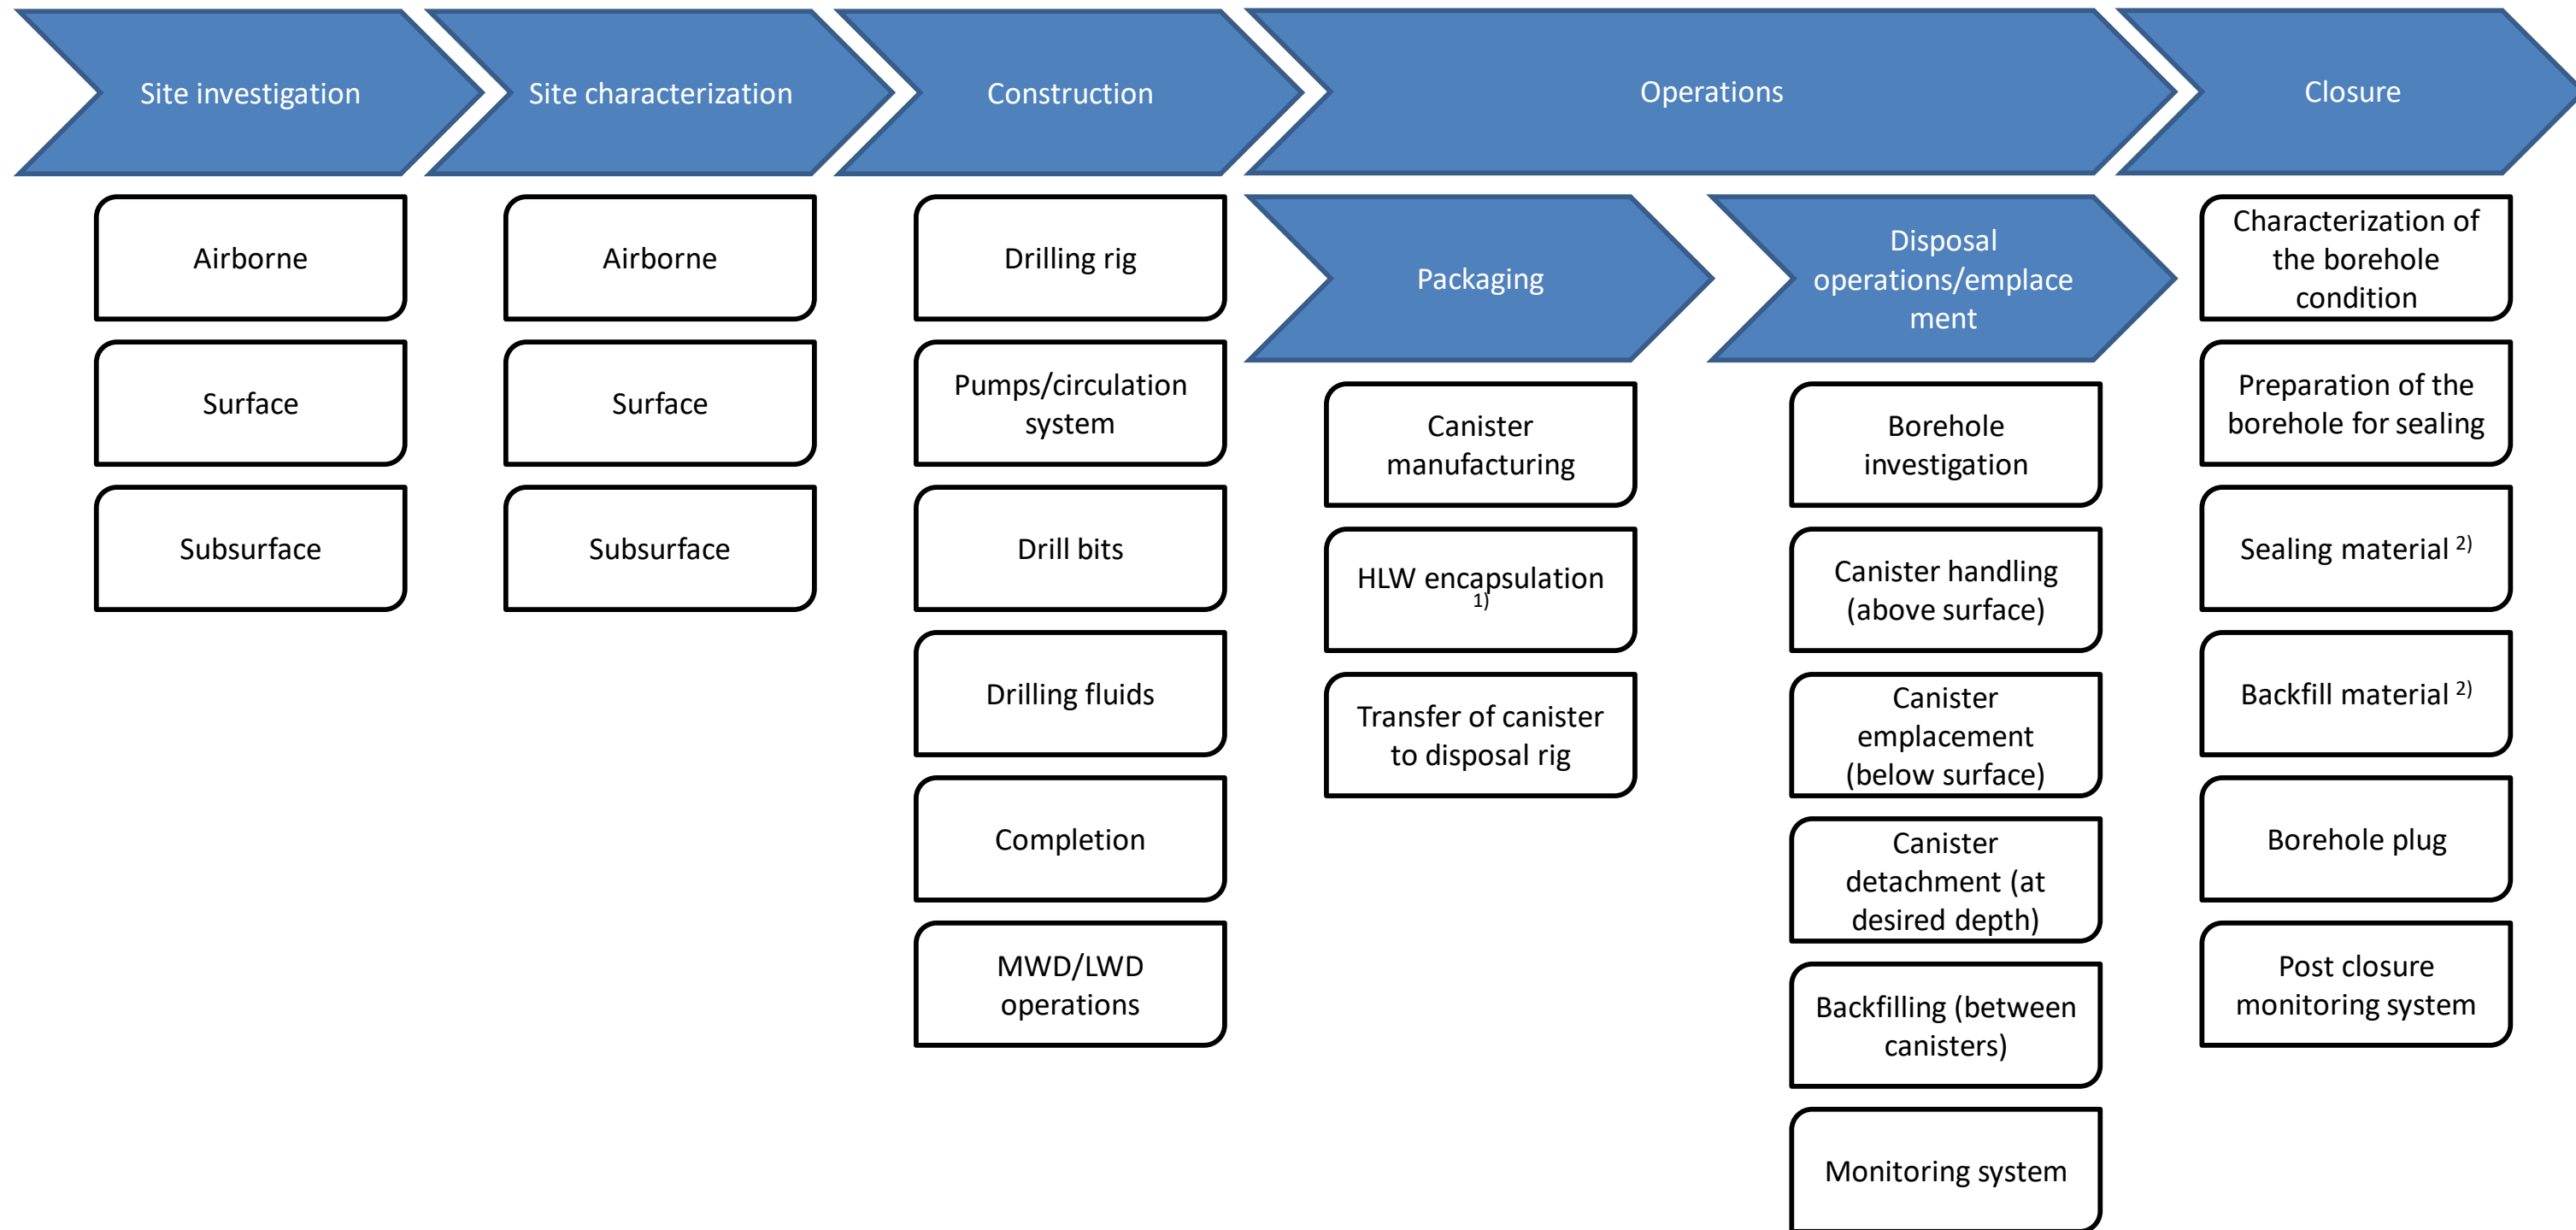 Site investigation
Site characterization
Construction
Operations
Closure
Airborne
Surface
Subsurface
Airborne
Surface
Subsurface
Drilling rig
Pumps/circulation
system
Drill bits
Drilling fluids
Completion
MWD/LWD
operations
Packaging
Canister
manufacturing
HLW encapsulation
1)
Transfer of canister
to disposal rig
Disposal
operations/emplace
ment
Borehole
investigation
Canister handling
(above surface)
Canister
emplacement
(below surface)
Canister
detachment (at
desired depth)
Backfilling (between
canisters)
Monitoring system
Characterization of
the borehole
condition
Preparation of the
borehole for sealing
Sealing material 2)
Backfill material 2)
Borehole plug
Post closure
monitoring system